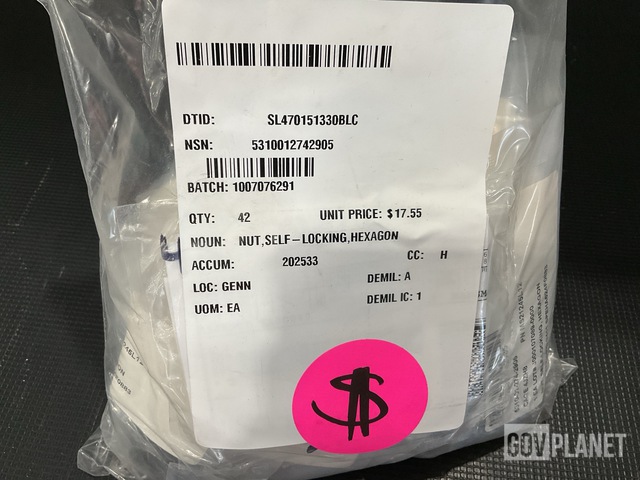 DTID: SL470151330BLC
NSN: 5310012742905
BATCH: 1007076291
QTY: 42 UNIT PRICE: $17.55
NOUN: NUT,SELF-LOCKING,HEXAGON
ACCUM: 202533 CC: H
LOC: GENN DEMIL: A
UOM: EA DEMIL IC: 1
$
GOVPLANET